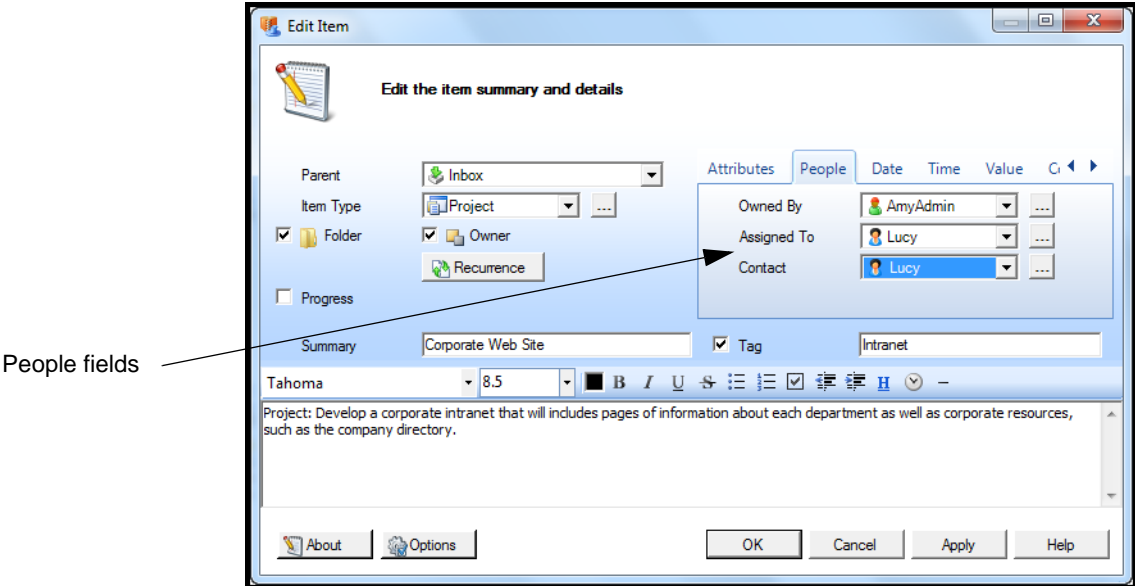 Edit Item
Edit the item summary and details
Parent
Inbox
Item Type
Project
...
Folder
Owner
Recurrence
Progress
Attributes People Date Time Value
Owned By
AmyAdmin
...
Assigned To
Lucy
...
Contact
Lucy
...
People fields
Summary
Corporate Web Site
Tag
Intranet
Tahoma
8.5
B I U S H
Project: Develop a corporate intranet that will includes pages of information about each department as well as corporate resources,
such as the company directory.
About
Options
OK
Cancel
Apply
Help